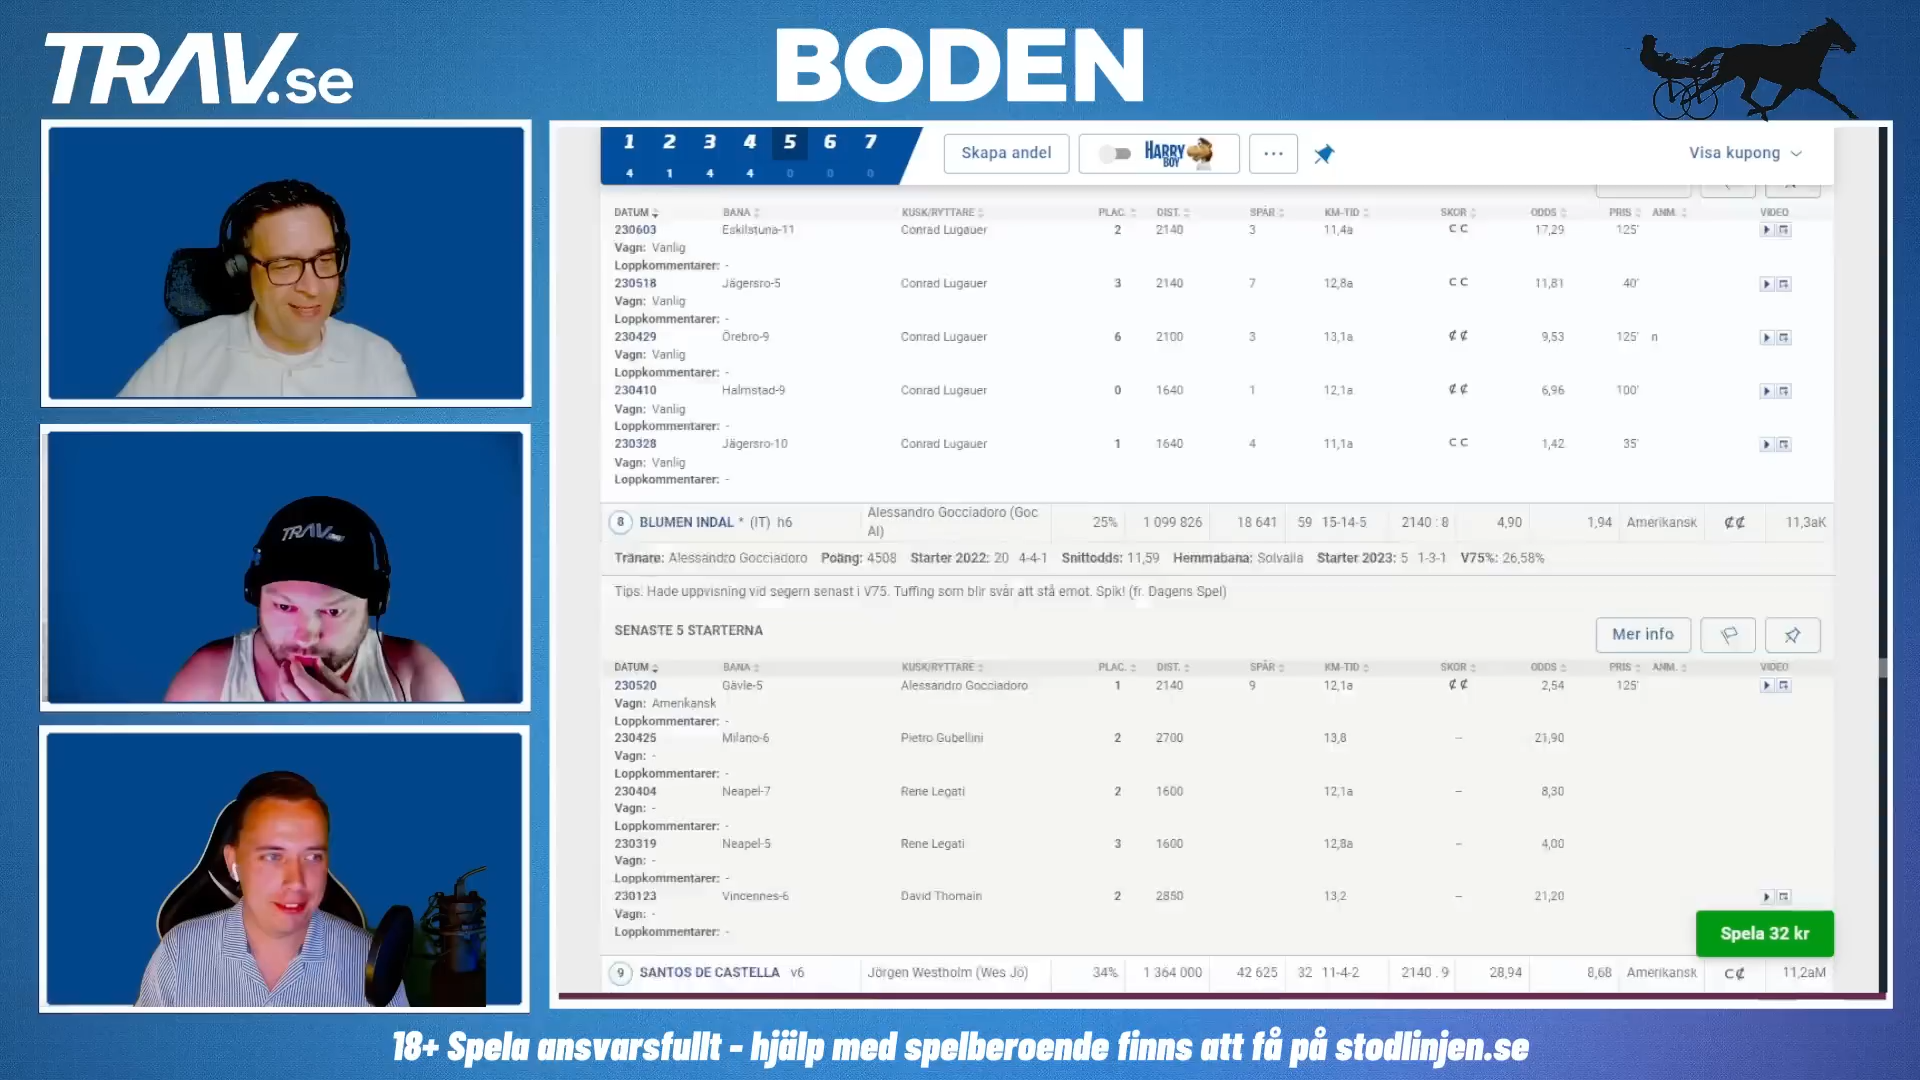 TRAV.se
BODEN
1 2 3 4 5 6 7
4 1 4 4 0 0 0
Skapa andel
HARRY BOY
...
Visa kupong
DATUM BANA KUSK/RYTTARE PLAC. DIST. SPÅR KM-TID SKOR ODDS PRIS ANM. VIDEO
230603 Eskilstuna-11 Conrad Lugauer 2 2140 3 11,4a C C 17,29 125'
Vagn: Vanlig
Loppkommentarer: -
230518 Jägersro-5 Conrad Lugauer 3 2140 7 12,8a C C 11,81 40'
Vagn: Vanlig
Loppkommentarer: -
230429 Örebro-9 Conrad Lugauer 6 2100 3 13,1a ¢ ¢ 9,53 125' n
Vagn: Vanlig
Loppkommentarer: -
230410 Halmstad-9 Conrad Lugauer 0 1640 1 12,1a ¢ ¢ 6,96 100'
Vagn: Vanlig
Loppkommentarer: -
230328 Jägersro-10 Conrad Lugauer 1 1640 4 11,1a C C 1,42 35'
Vagn: Vanlig
Loppkommentarer: -
8 BLUMEN INDAL * (IT) h6 Alessandro Gocciadoro (Goc Al) 25% 1 099 826 18 641 59 15-14-5 2140 : 8 4,90 1,94 Amerikansk ¢¢ 11,3aK
Tränare: Alessandro Gocciadoro Poäng: 4508 Starter 2022: 20 4-4-1 Snittodds: 11,59 Hemmabana: Solvalla Starter 2023: 5 1-3-1 V75%: 26,58%
Tips: Hade uppvisning vid segern senast i V75. Tuffing som blir svår att stå emot. Spik! (fr. Dagens Spel)
SENASTE 5 STARTERNA
Mer info
DATUM BANA KUSK/RYTTARE PLAC. DIST. SPÅR KM-TID SKOR ODDS PRIS ANM. VIDEO
230520 Gävle-5 Alessandro Gocciadoro 1 2140 9 12,1a ¢ ¢ 2,54 125'
Vagn: Amerikansk
Loppkommentarer: -
230425 Milano-6 Pietro Gubellini 2 2700 13,8 – 21,90
Vagn: -
Loppkommentarer: -
230404 Neapel-7 Rene Legati 2 1600 12,1a – 8,30
Vagn: -
Loppkommentarer: -
230319 Neapel-5 Rene Legati 3 1600 12,8a – 4,00
Vagn: -
Loppkommentarer: -
230123 Vincennes-6 David Thomain 2 2850 13,2 – 21,20
Vagn: -
Loppkommentarer: -
Spela 32 kr
9 SANTOS DE CASTELLA v6 Jörgen Westholm (Wes Jö) 34% 1 364 000 42 625 32 11-4-2 2140 : 9 28,94 8,68 Amerikansk C¢ 11,2aM
TRAV.se
18+ Spela ansvarsfullt - hjälp med spelberoende finns att få på stodlinjen.se